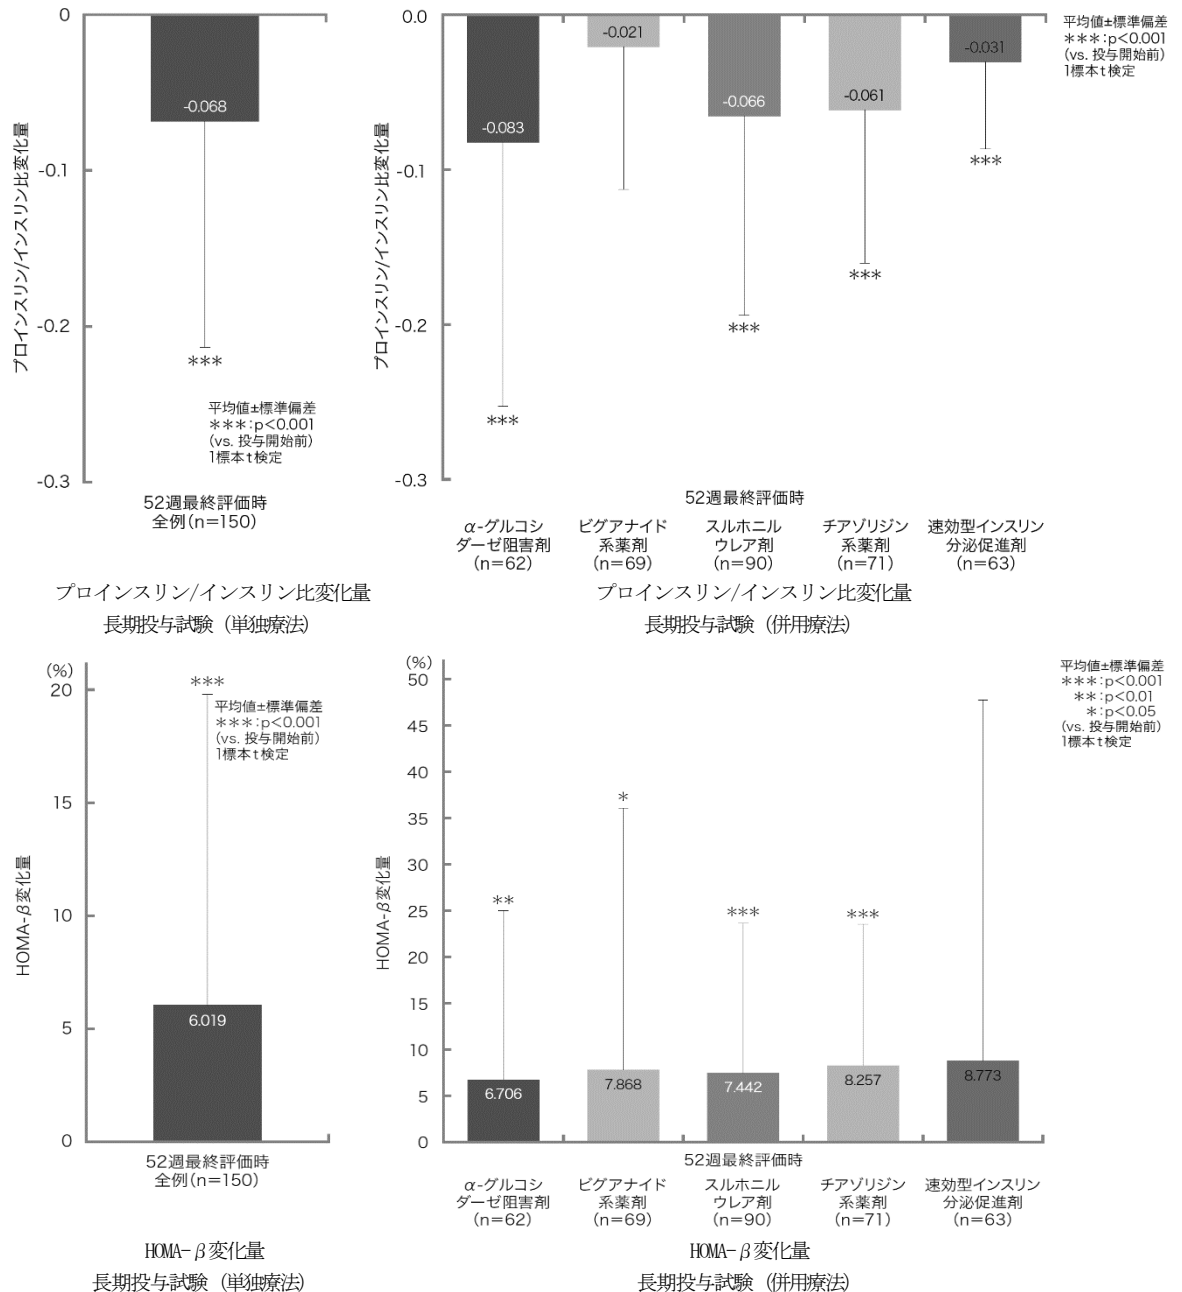 プロインスリン/インスリン比変化量
0
-0.1
-0.2
-0.3
-0.068
＊＊＊
平均値±標準偏差
＊＊＊:p<0.001
(vs. 投与開始前)
1標本t検定
52週最終評価時
全例(n=150)
プロインスリン/インスリン比変化量
長期投与試験（単独療法）
プロインスリン/インスリン比変化量
0.0
-0.1
-0.2
-0.3
-0.083
-0.021
-0.066
-0.061
-0.031
＊＊＊
＊＊＊
＊＊＊
＊＊＊
平均値±標準偏差
＊＊＊:p<0.001
(vs. 投与開始前)
1標本t検定
52週最終評価時
α-グルコシ
ダーゼ阻害剤
(n=62)
ビグアナイド
系薬剤
(n=69)
スルホニル
ウレア剤
(n=90)
チアゾリジン
系薬剤
(n=71)
速効型インスリン
分泌促進剤
(n=63)
プロインスリン/インスリン比変化量
長期投与試験（併用療法）
HOMA-β変化量
(%)
20
15
10
5
0
＊＊＊
6.019
平均値±標準偏差
＊＊＊:p<0.001
(vs. 投与開始前)
1標本t検定
52週最終評価時
全例(n=150)
HOMA-β変化量
長期投与試験（単独療法）
HOMA-β変化量
(%)
50
45
40
35
30
25
20
15
10
5
0
＊＊
＊
＊＊＊
＊＊＊
6.706
7.868
7.442
8.257
8.773
平均値±標準偏差
＊＊＊:p<0.001
＊＊:p<0.01
＊:p<0.05
(vs. 投与開始前)
1標本t検定
52週最終評価時
α-グルコシ
ダーゼ阻害剤
(n=62)
ビグアナイド
系薬剤
(n=69)
スルホニル
ウレア剤
(n=90)
チアゾリジン
系薬剤
(n=71)
速効型インスリン
分泌促進剤
(n=63)
HOMA-β変化量
長期投与試験（併用療法）